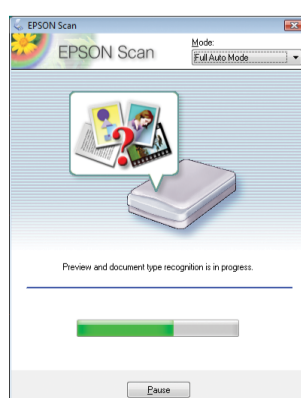 EPSON Scan
EPSON Scan
Mode:
Full Auto Mode
Preview and document type recognition is in progress.
Pause